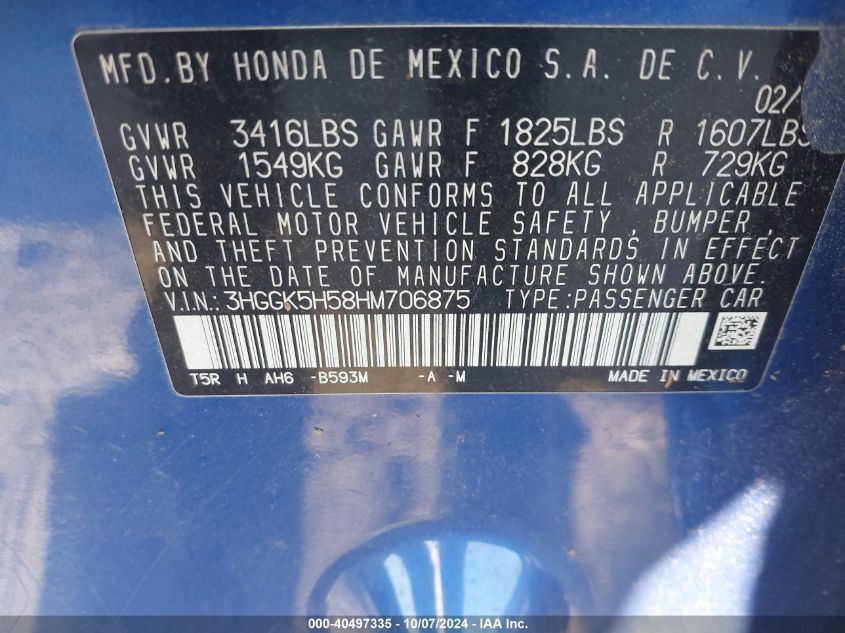 MFD.BY HONDA DE MEXICO S.A. DE C.V.
02/
GVWR 3416LBS GAWR F 1825LBS R 1607LBS
GVWR 1549KG GAWR F 828KG R 729KG
THIS VEHICLE CONFORMS TO ALL APPLICABLE
FEDERAL MOTOR VEHICLE SAFETY, BUMPER,
AND THEFT PREVENTION STANDARDS IN EFFECT
ON THE DATE OF MANUFACTURE SHOWN ABOVE.
V.I.N.: 3HGGK5H58HM706875 TYPE:PASSENGER CAR
T5R H AH6 -B593M -A -M MADE IN MEXICO
000-40497335 - 10/07/2024 - IAA Inc.